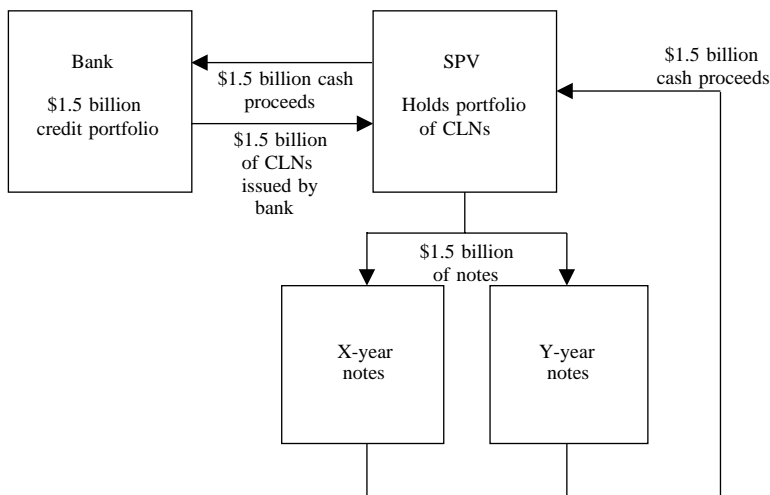 Bank
$1.5 billion
credit portfolio
$1.5 billion cash
proceeds
$1.5 billion
of CLNs
issued by
bank
SPV
Holds portfolio
of CLNs
$1.5 billion
cash proceeds
$1.5 billion
of notes
X-year
notes
Y-year
notes